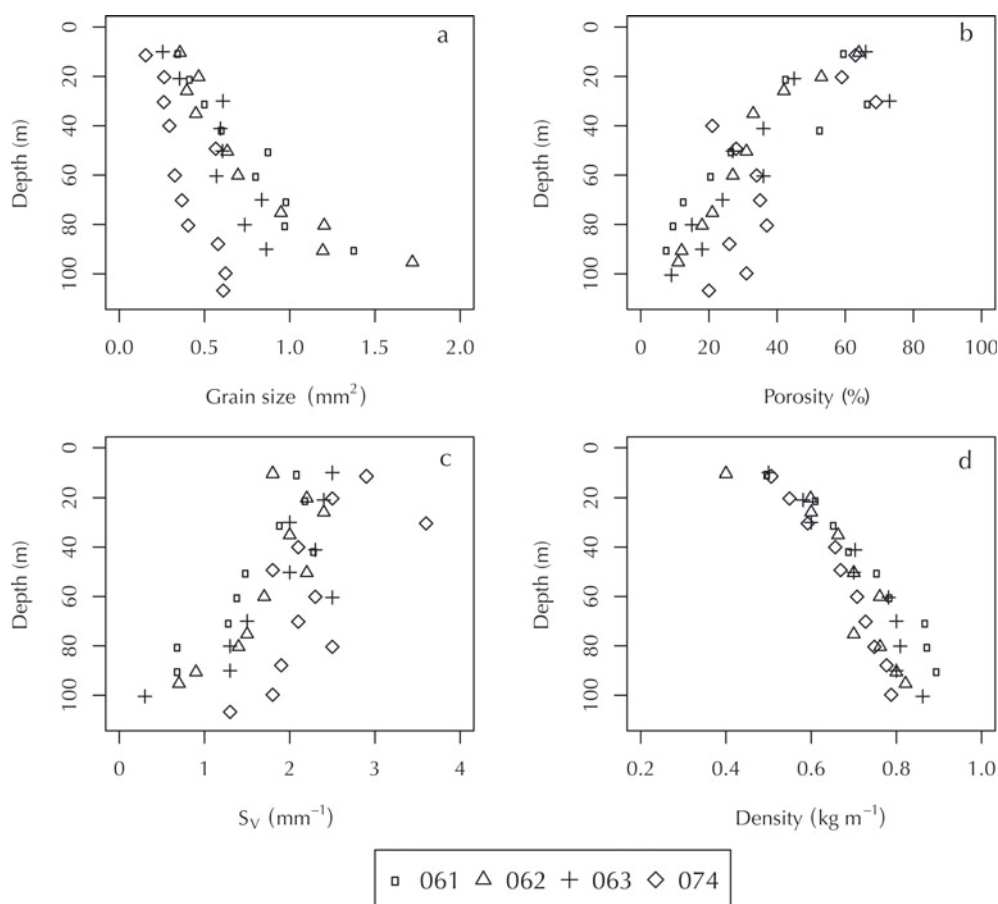 a
0
20
40
60
80
100
Depth (m)
0.0 0.5 1.0 1.5 2.0
Grain size (mm²)
b
0
20
40
60
80
100
Depth (m)
0 20 40 60 80 100
Porosity (%)
c
0
20
40
60
80
100
Depth (m)
0 1 2 3 4
S_V (mm⁻¹)
d
0
20
40
60
80
100
Depth (m)
0.2 0.4 0.6 0.8 1.0
Density (kg m⁻¹)
061 062 063 074